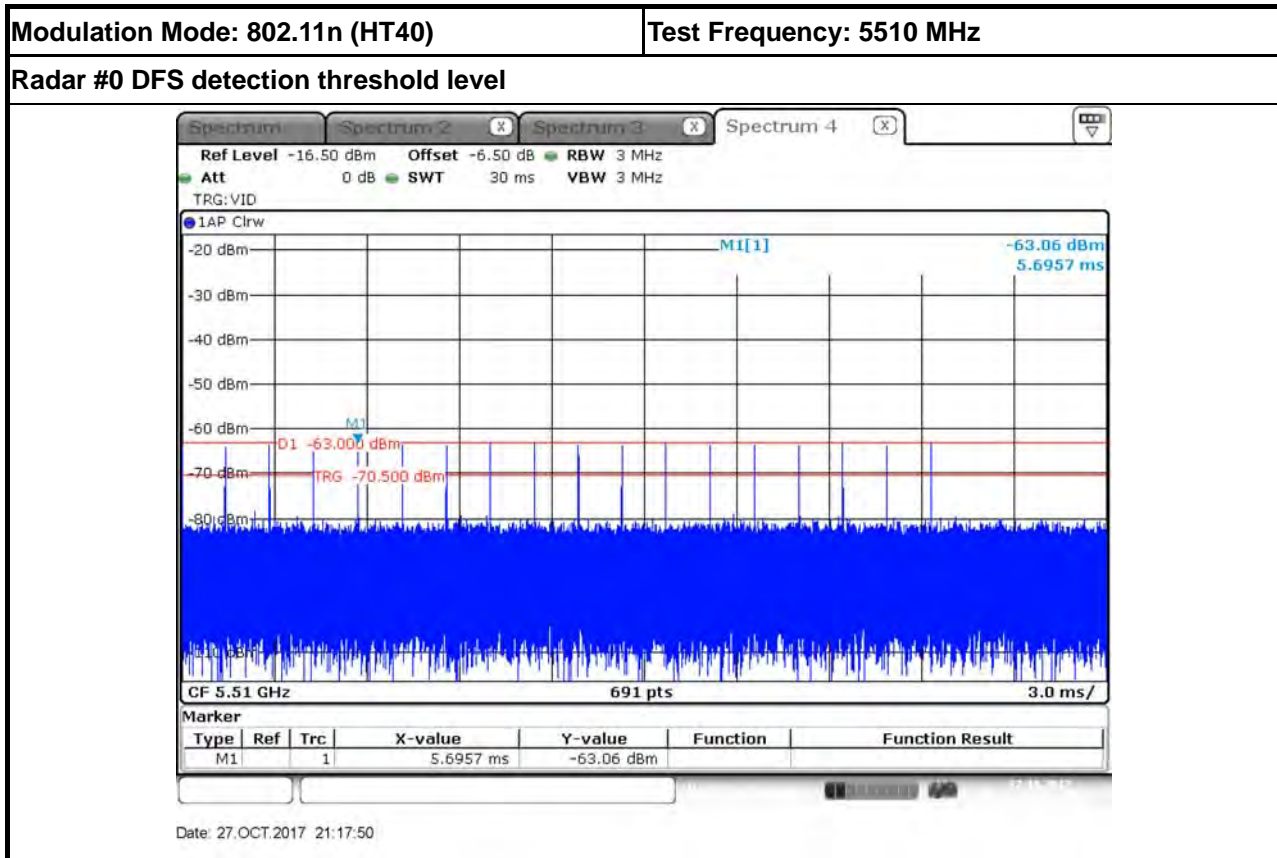 Modulation Mode: 802.11n (HT40) Test Frequency: 5510 MHz
Radar #0 DFS detection threshold level
Spectrum Spectrum 2 X Spectrum 3 X Spectrum 4 X
Ref Level -16.50 dBm Offset -6.50 dB RBW 3 MHz
Att 0 dB SWT 30 ms VBW 3 MHz
TRG:VID
1AP Clrw
-20 dBm M1[1] -63.06 dBm
5.6957 ms
-30 dBm
-40 dBm
-50 dBm
-60 dBm M1
D1 -63.000 dBm
-70 dBm TRG -70.500 dBm
-80 dBm
-110 dBm
CF 5.51 GHz 691 pts 3.0 ms/
Marker
Type Ref Trc X-value Y-value Function Function Result
M1 1 5.6957 ms -63.06 dBm
Date: 27.OCT.2017 21:17:50